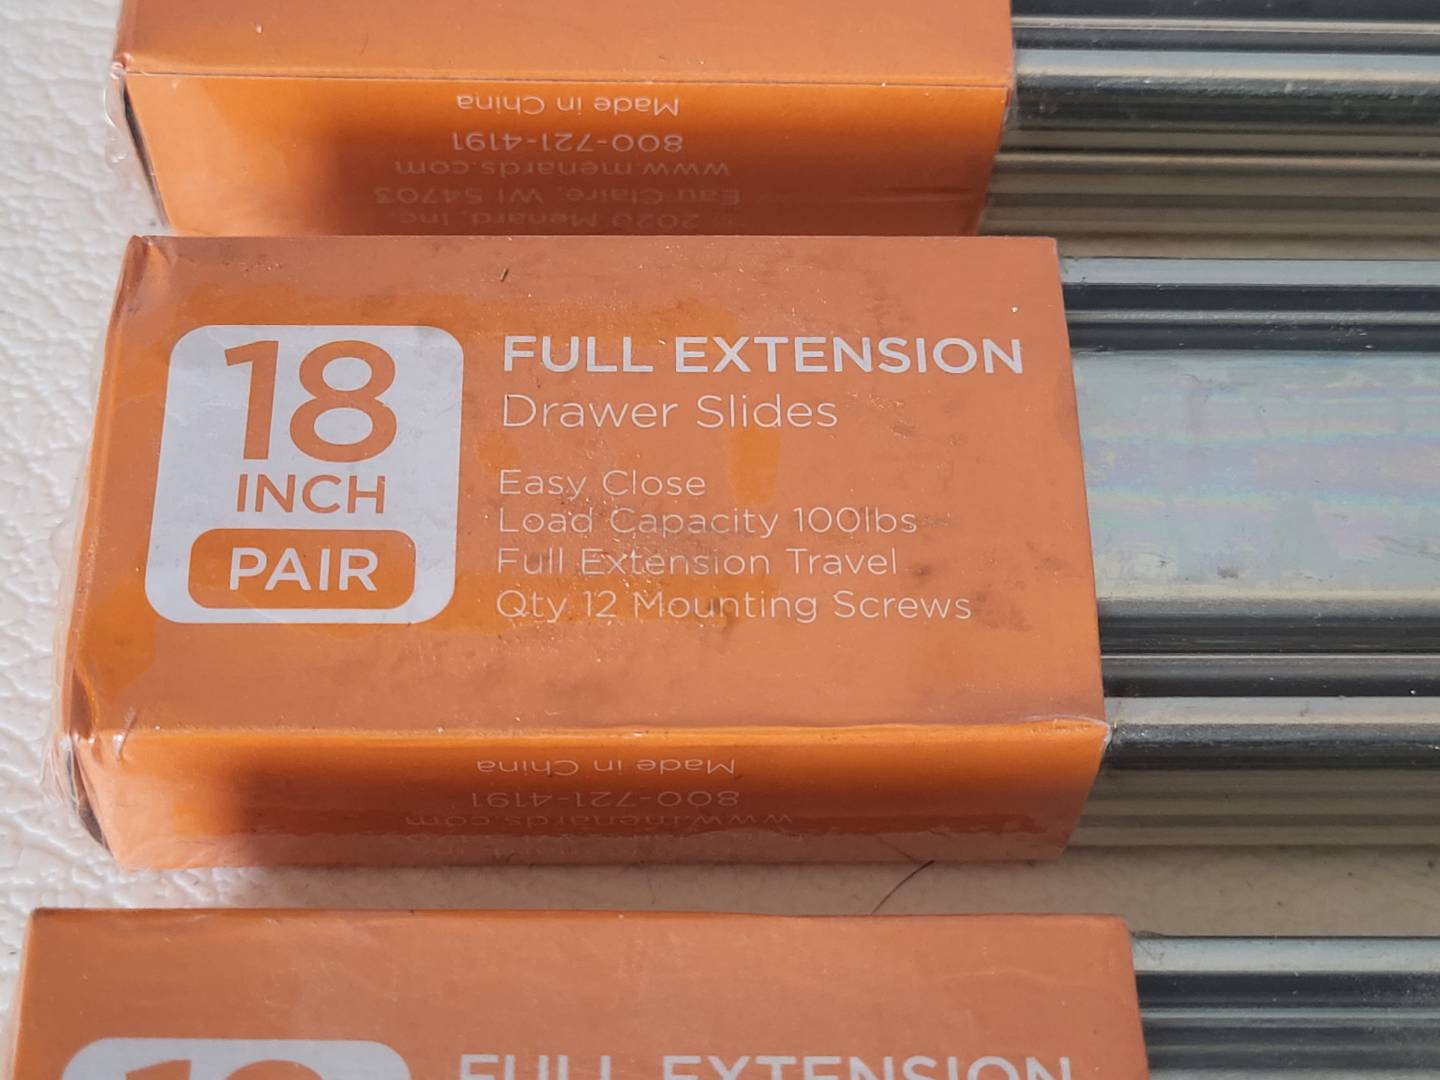 © 2020 Menard, Inc.
Eau Claire, WI 54703
www.menards.com
800-721-4191
Made in China
18
INCH
PAIR
FULL EXTENSION
Drawer Slides
Easy Close
Load Capacity 100lbs
Full Extension Travel
Qty 12 Mounting Screws
www.menards.com
800-721-4191
Made in China
FULL EXTENSION